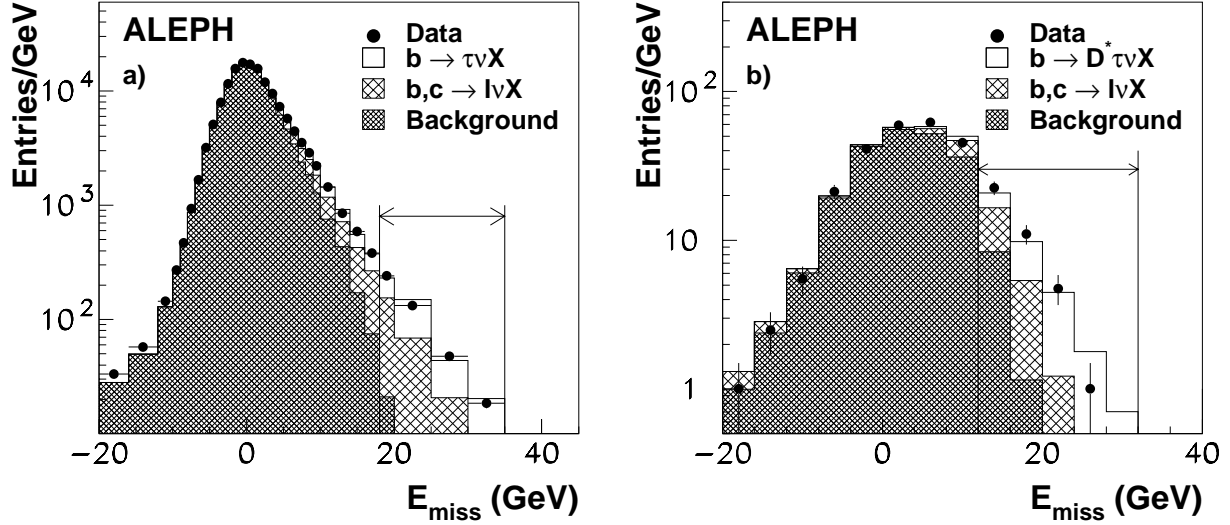 ALEPH
a)
Data
b → τνX
b,c → lνX
Background
Entries/GeV
10^4
10^3
10^2
−20 0 20 40
E_miss (GeV)
ALEPH
b)
Data
b → D* τνX
b,c → lνX
Background
Entries/GeV
10^2
10
1
−20 0 20 40
E_miss (GeV)